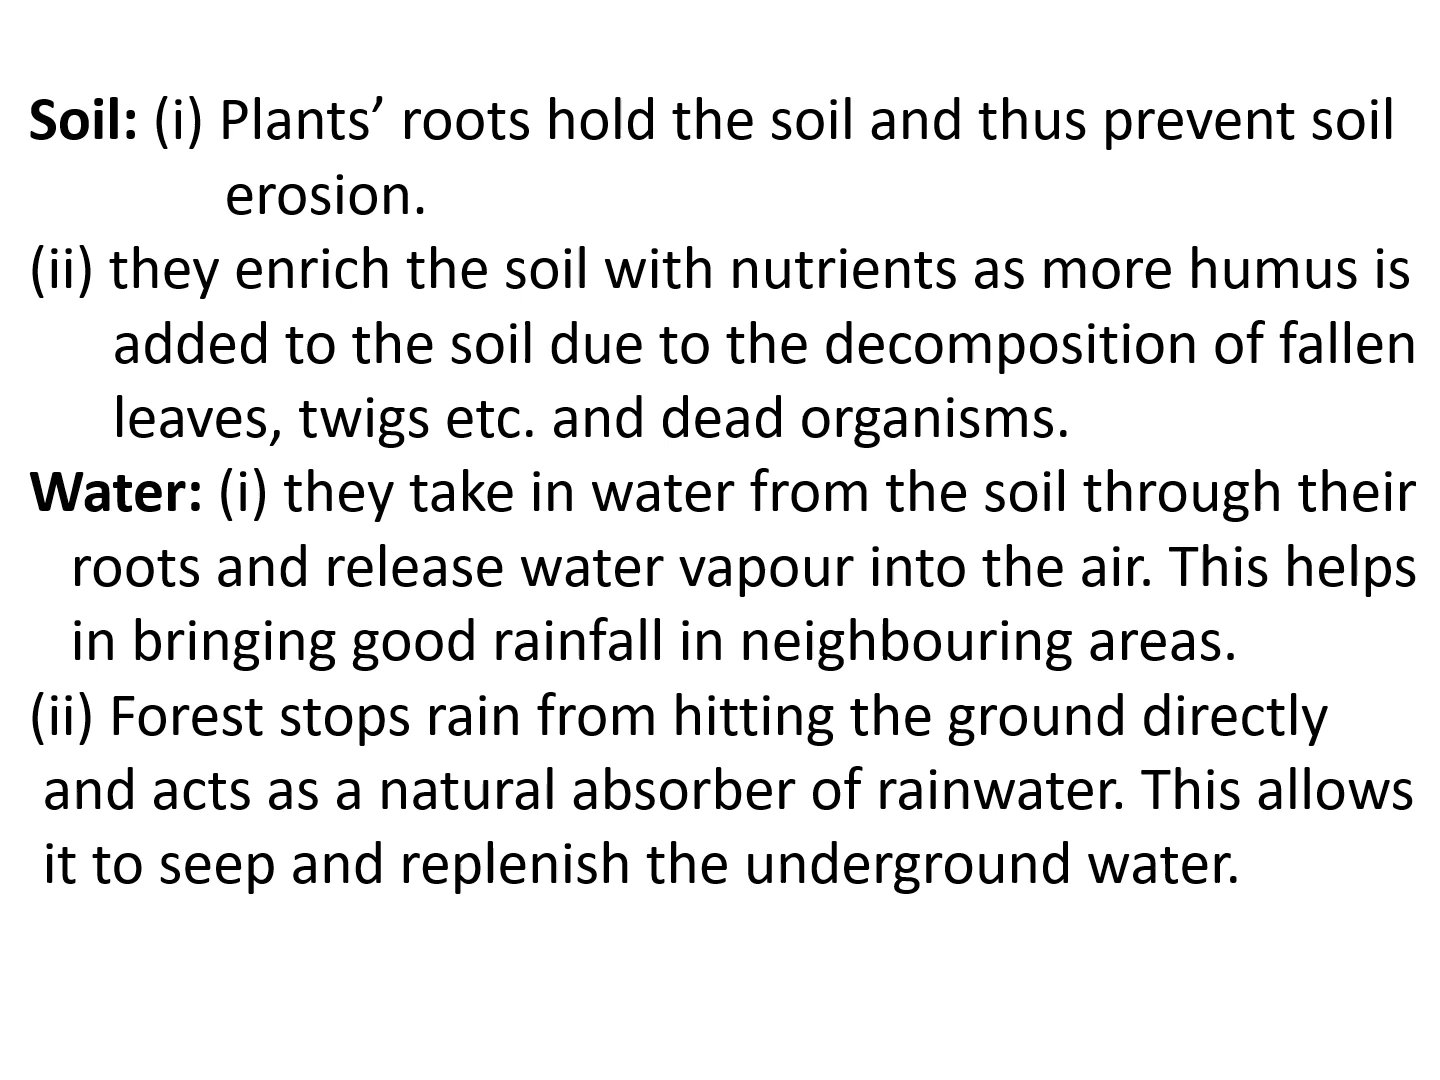 Soil: (i) Plants’ roots hold the soil and thus prevent soil
erosion.
(ii) they enrich the soil with nutrients as more humus is
added to the soil due to the decomposition of fallen
leaves, twigs etc. and dead organisms.
Water: (i) they take in water from the soil through their
roots and release water vapour into the air. This helps
in bringing good rainfall in neighbouring areas.
(ii) Forest stops rain from hitting the ground directly
and acts as a natural absorber of rainwater. This allows
it to seep and replenish the underground water.